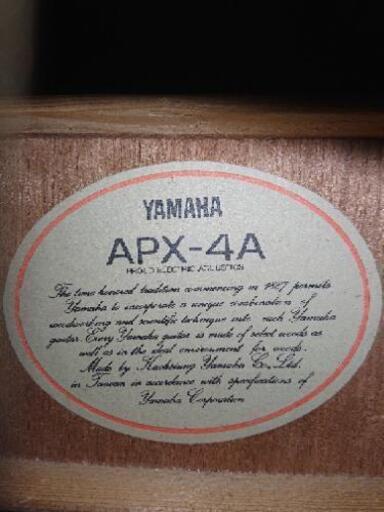 YAMAHA
APX-4A
ELECTRIC ACOUSTIC
The time honored tradition commencing in 1887 permits
Yamaha to incorporate a unique combination of
woodworking and scientific technique into each Yamaha
guitar. Every Yamaha guitar is made of select woods as
well as in the ideal environment for woods.
Made by Kaohsiung Yamaha Co., Ltd.
in Taiwan in accordance with specifications of
Yamaha Corporation